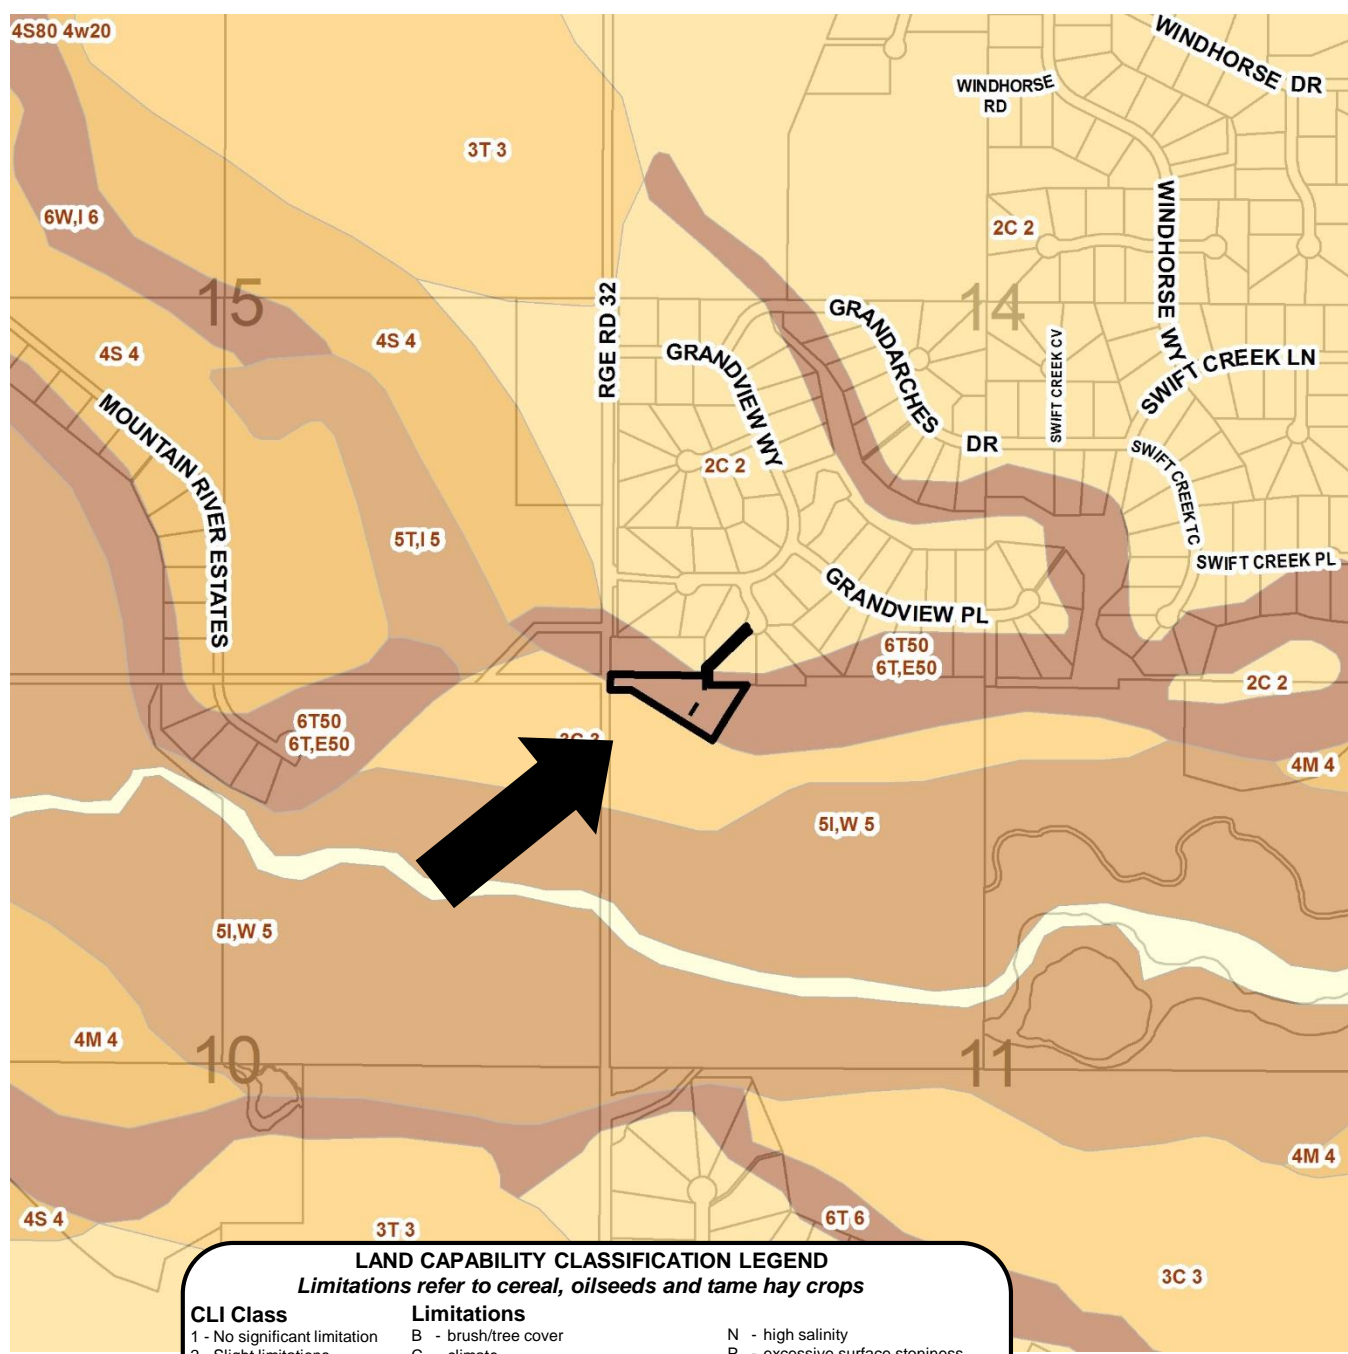 4S80 4w20
WINDHORSE DR
WINDHORSE
RD
3T 3
6W,I 6
2C 2
WINDHORSE WY
15
14
RGE RD 32
GRANDARCHES
DR
4S 4
4S 4
GRANDVIEW WY
SWIFT CREEK CV
SWIFT CREEK LN
MOUNTAIN RIVER ESTATES
2C 2
SWIFT CREEK TC
5T,I 5
SWIFT CREEK PL
GRANDVIEW PL
6T50
6T,E50
2C 2
6T50
6T,E50
4M 4
5I,W 5
5I,W 5
4M 4
10
11
4M 4
4S 4
3T 3
6T 6
3C 3
LAND CAPABILITY CLASSIFICATION LEGEND
Limitations refer to cereal, oilseeds and tame hay crops
CLI Class
Limitations
1 - No significant limitation
B - brush/tree cover
N - high salinity